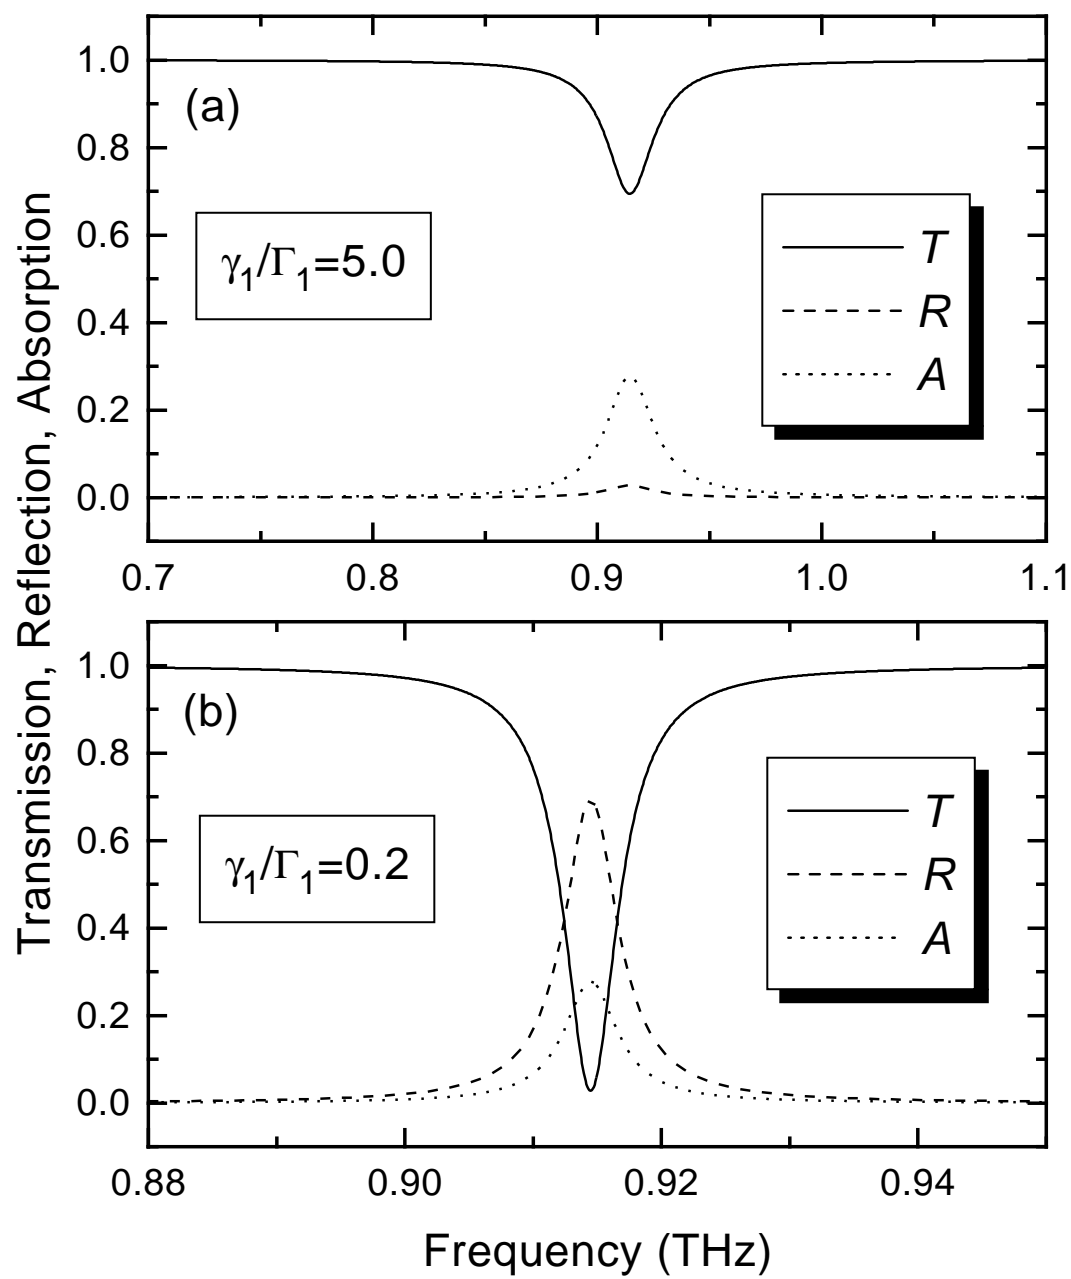 Transmission, Reflection, Absorption
1.0
0.8
0.6
0.4
0.2
0.0
(a)
γ₁/Γ₁=5.0
T
R
A
0.7 0.8 0.9 1.0 1.1
1.0
0.8
0.6
0.4
0.2
0.0
(b)
γ₁/Γ₁=0.2
T
R
A
0.88 0.90 0.92 0.94
Frequency (THz)